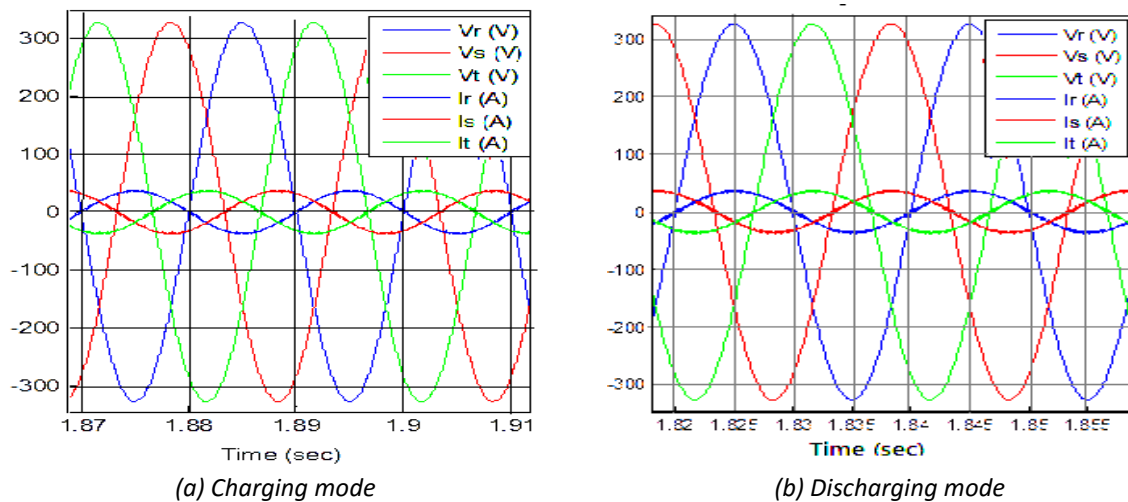 300
200
100
0
-100
-200
-300
1.87
1.88
1.89
1.9
1.91
Time (sec)
Vr (V)
Vs (V)
Vt (V)
Ir (A)
Is (A)
It (A)
(a) Charging mode
300
200
100
0
-100
-200
-300
1.82
1.825
1.83
1.835
1.84
1.845
1.85
1.855
Time (sec)
Vr (V)
Vs (V)
Vt (V)
Ir (A)
Is (A)
It (A)
(b) Discharging mode